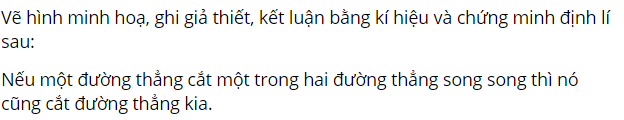 Vẽ hình minh hoạ, ghi giả thiết, kết luận bằng kí hiệu và chứng minh định lí
sau:
Nếu một đường thẳng cắt một trong hai đường thẳng song song thì nó
cũng cắt đường thẳng kia.